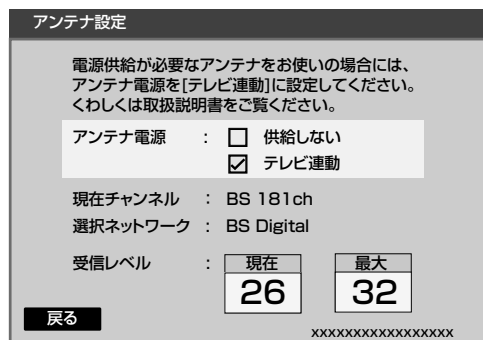 アンテナ設定
電源供給が必要なアンテナをお使いの場合には、
アンテナ電源を[テレビ連動]に設定してください。
くわしくは取扱説明書をご覧ください。
アンテナ電源 : 供給しない
テレビ連動
現在チャンネル : BS 181ch
選択ネットワーク : BS Digital
受信レベル : 現在 最大
26 32
戻る
xxxxxxxxxxxxxxxxx